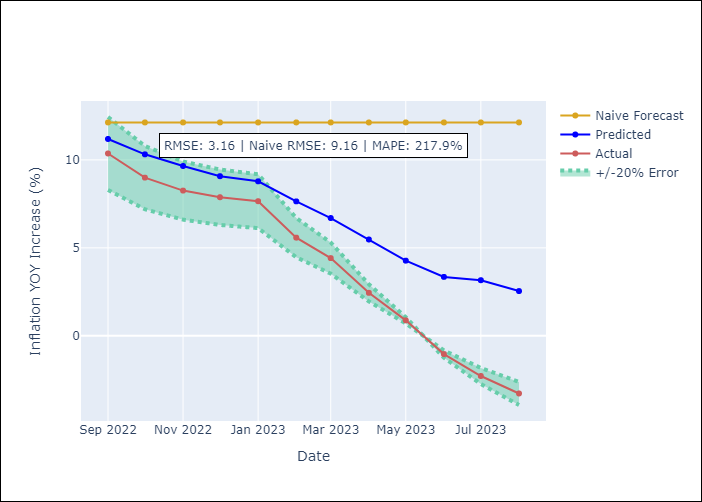 Naive Forecast
Predicted
Actual
+/-20% Error
RMSE: 3.16 | Naive RMSE: 9.16 | MAPE: 217.9%
Inflation YOY Increase (%)
10
5
0
Sep 2022 Nov 2022 Jan 2023 Mar 2023 May 2023 Jul 2023
Date